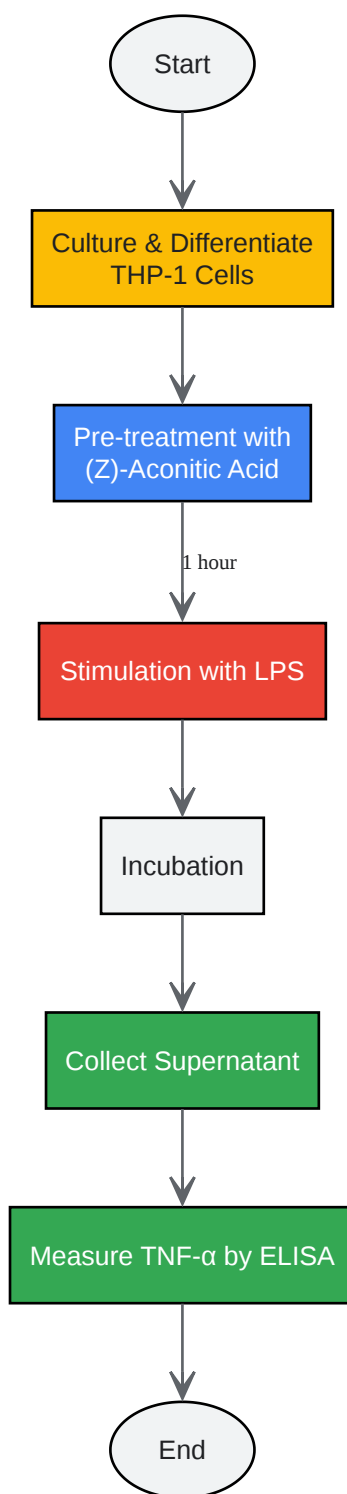 Start
Culture & Differentiate
THP-1 Cells
Pre-treatment with
(Z)-Aconitic Acid
1 hour
Stimulation with LPS
Incubation
Collect Supernatant
Measure TNF-α by ELISA
End